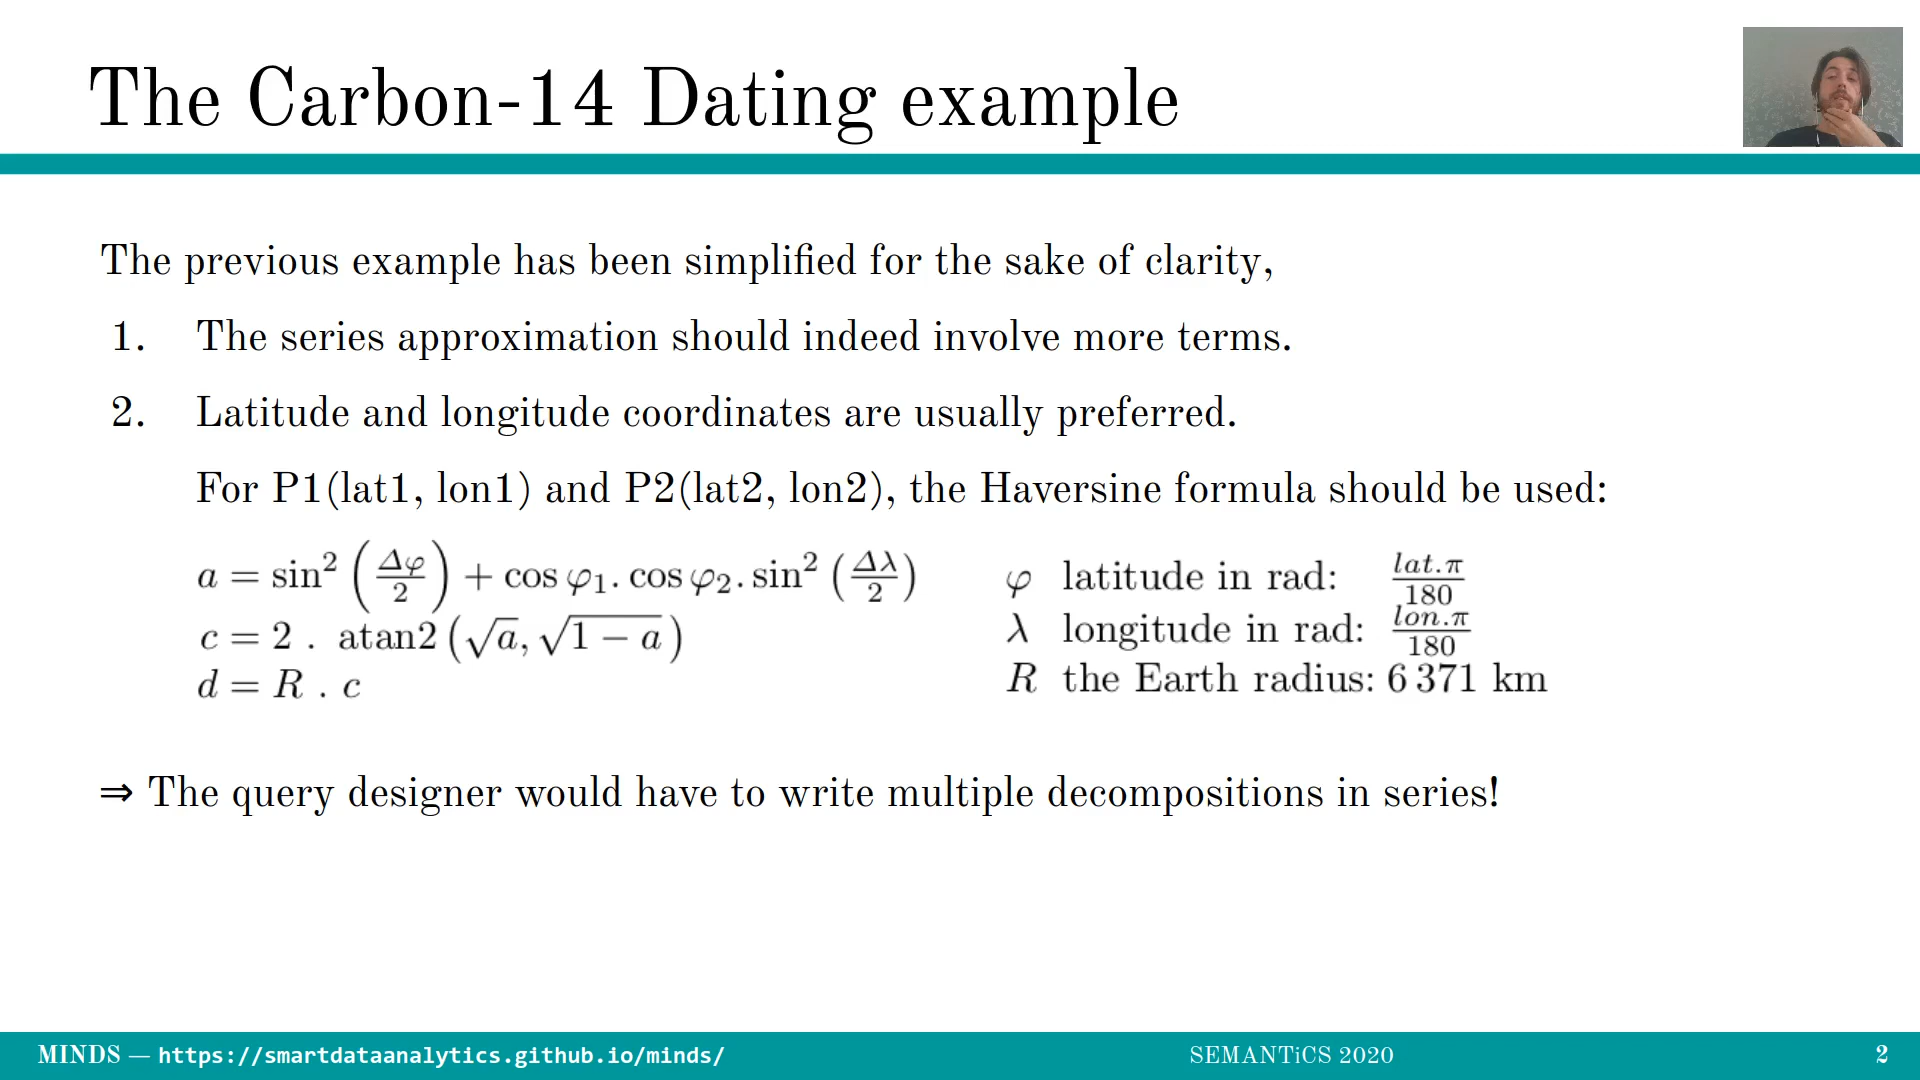 The Carbon-14 Dating example
The previous example has been simplified for the sake of clarity,
1. The series approximation should indeed involve more terms.
2. Latitude and longitude coordinates are usually preferred.
For P1(lat1, lon1) and P2(lat2, lon2), the Haversine formula should be used:
a = sin² (Δφ/2) + cos φ₁. cos φ₂. sin² (Δλ/2)
c = 2 . atan2 (√a, √1 − a)
d = R . c
φ latitude in rad: lat.π/180
λ longitude in rad: lon.π/180
R the Earth radius: 6 371 km
⇒ The query designer would have to write multiple decompositions in series!
MINDS — https://smartdataanalytics.github.io/minds/ SEMANTiCS 2020 2